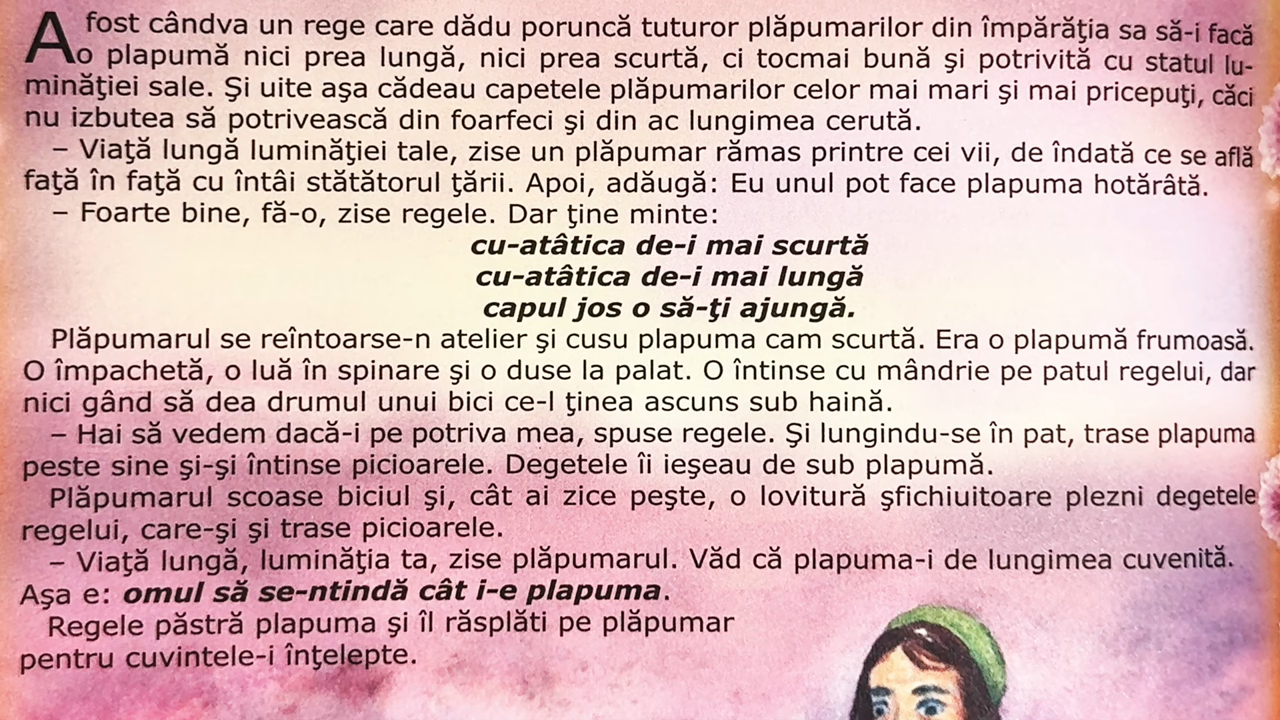 A fost cândva un rege care dădu poruncă tuturor plăpumarilor din împărăţia sa să-i facă
o plapumă nici prea lungă, nici prea scurtă, ci tocmai bună şi potrivită cu statul lu-
minăţiei sale. Şi uite aşa cădeau capetele plăpumarilor celor mai mari şi mai pricepuţi, căci
nu izbutea să potrivească din foarfeci şi din ac lungimea cerută.
– Viaţă lungă luminăţiei tale, zise un plăpumar rămas printre cei vii, de îndată ce se află
faţă în faţă cu întâi stătătorul ţării. Apoi, adăugă: Eu unul pot face plapuma hotărâtă.
– Foarte bine, fă-o, zise regele. Dar ţine minte:
cu-atâtica de-i mai scurtă
cu-atâtica de-i mai lungă
capul jos o să-ţi ajungă.
Plăpumarul se reîntoarse-n atelier şi cusu plapuma cam scurtă. Era o plapumă frumoasă.
O împachetă, o luă în spinare şi o duse la palat. O întinse cu mândrie pe patul regelui, dar
nici gând să dea drumul unui bici ce-l ţinea ascuns sub haină.
– Hai să vedem dacă-i pe potriva mea, spuse regele. Şi lungindu-se în pat, trase plapuma
peste sine şi-şi întinse picioarele. Degetele îi ieşeau de sub plapumă.
Plăpumarul scoase biciul şi, cât ai zice peşte, o lovitură şfichiuitoare plezni degetele
regelui, care-şi şi trase picioarele.
– Viaţă lungă, luminăţia ta, zise plăpumarul. Văd că plapuma-i de lungimea cuvenită.
Aşa e: omul să se-ntindă cât i-e plapuma.
Regele păstră plapuma şi îl răsplăti pe plăpumar
pentru cuvintele-i înţelepte.